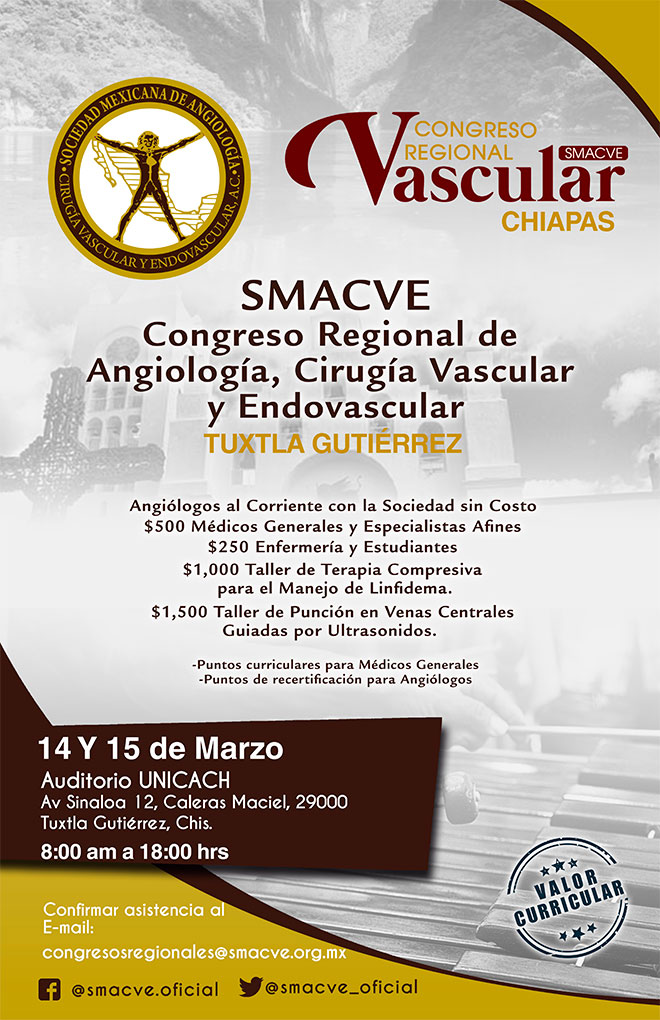 SOCIEDAD MEXICANA DE ANGIOLOGÍA
CIRUGÍA VASCULAR Y ENDOVASCULAR, A.C.
CONGRESO
REGIONAL
SMACVE
Vascular
CHIAPAS
SMACVE
Congreso Regional de
Angiología, Cirugía Vascular
y Endovascular
TUXTLA GUTIÉRREZ
Angiólogos al Corriente con la Sociedad sin Costo
$500 Médicos Generales y Especialistas Afines
$250 Enfermería y Estudiantes
$1,000 Taller de Terapia Compresiva
para el Manejo de Linfidema.
$1,500 Taller de Punción en Venas Centrales
Guiadas por Ultrasonidos.
-Puntos curriculares para Médicos Generales
-Puntos de recertificación para Angiólogos
14 Y 15 de Marzo
Auditorio UNICACH
Av Sinaloa 12, Caleras Maciel, 29000
Tuxtla Gutiérrez, Chis.
8:00 am a 18:00 hrs
VALOR
CURRICULAR
Confirmar asistencia al
E-mail:
congresosregionales@smacve.org.mx
@smacve.oficial @smacve_oficial